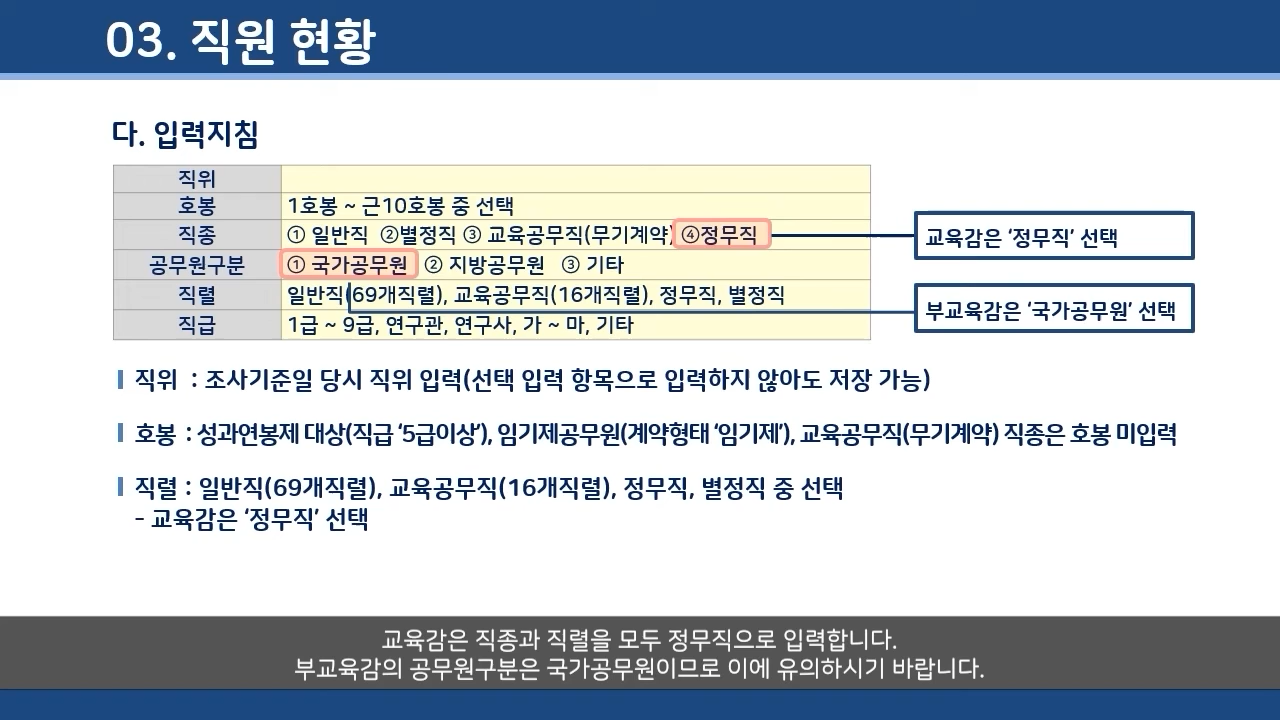 03. 직원 현황
다. 입력지침
직위
호봉 1호봉 ~ 근10호봉 중 선택
직종 ① 일반직 ②별정직 ③ 교육공무직(무기계약) ④정무직
교육감은 ‘정무직’ 선택
공무원구분 ① 국가공무원 ② 지방공무원 ③ 기타
직렬 일반직(69개직렬), 교육공무직(16개직렬), 정무직, 별정직
부교육감은 ‘국가공무원’ 선택
직급 1급 ~ 9급, 연구관, 연구사, 가 ~ 마, 기타
직위 : 조사기준일 당시 직위 입력(선택 입력 항목으로 입력하지 않아도 저장 가능)
호봉 : 성과연봉제 대상(직급 ‘5급이상’), 임기제공무원(계약형태 ‘임기제’), 교육공무직(무기계약) 직종은 호봉 미입력
직렬 : 일반직(69개직렬), 교육공무직(16개직렬), 정무직, 별정직 중 선택
- 교육감은 ‘정무직’ 선택
교육감은 직종과 직렬을 모두 정무직으로 입력합니다.
부교육감의 공무원구분은 국가공무원이므로 이에 유의하시기 바랍니다.